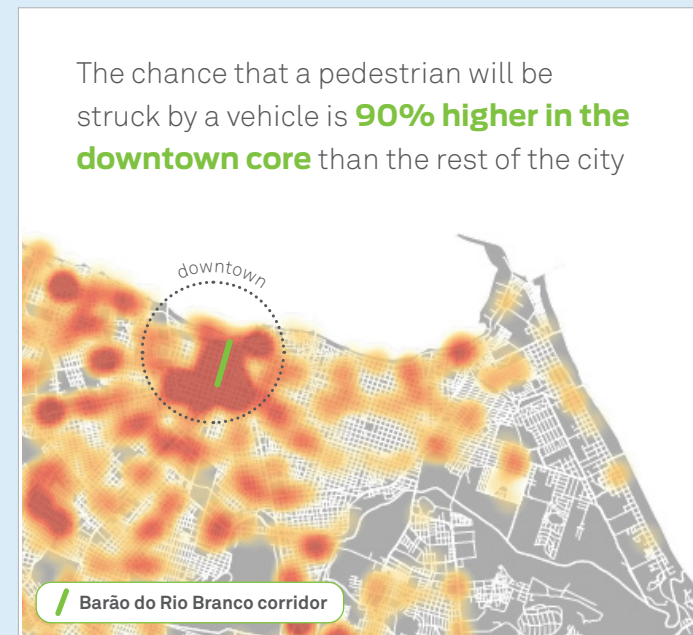 The chance that a pedestrian will be
struck by a vehicle is 90% higher in the
downtown core than the rest of the city
downtown
Barão do Rio Branco corridor